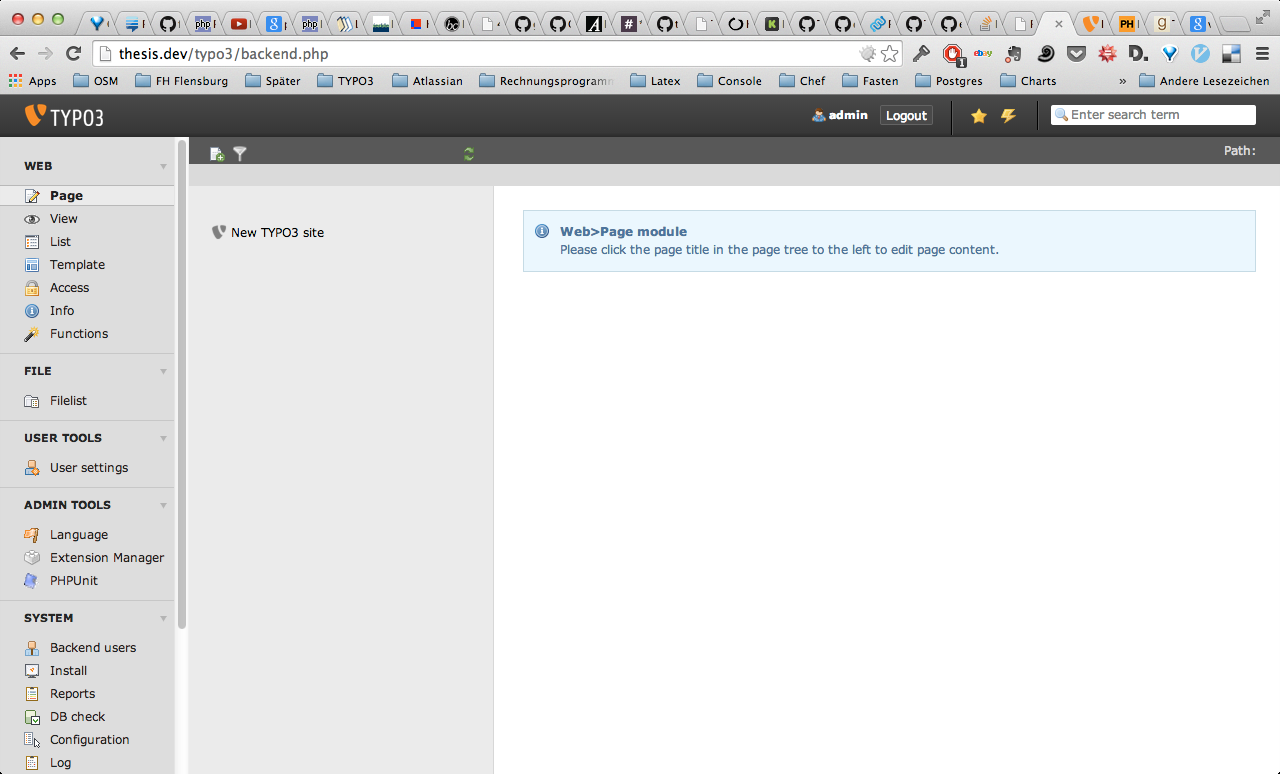 thesis.dev/typo3/backend.php
Apps OSM FH Flensburg Später TYPO3 Atlassian Rechnungsprogramm Latex Console Chef Fasten Postgres Charts » Andere Lesezeichen
TYPO3 admin Logout Enter search term
Path:
WEB
Page
View
List
Template
Access
Info
Functions
FILE
Filelist
USER TOOLS
User settings
ADMIN TOOLS
Language
Extension Manager
PHPUnit
SYSTEM
Backend users
Install
Reports
DB check
Configuration
Log
New TYPO3 site
Web>Page module
Please click the page title in the page tree to the left to edit page content.